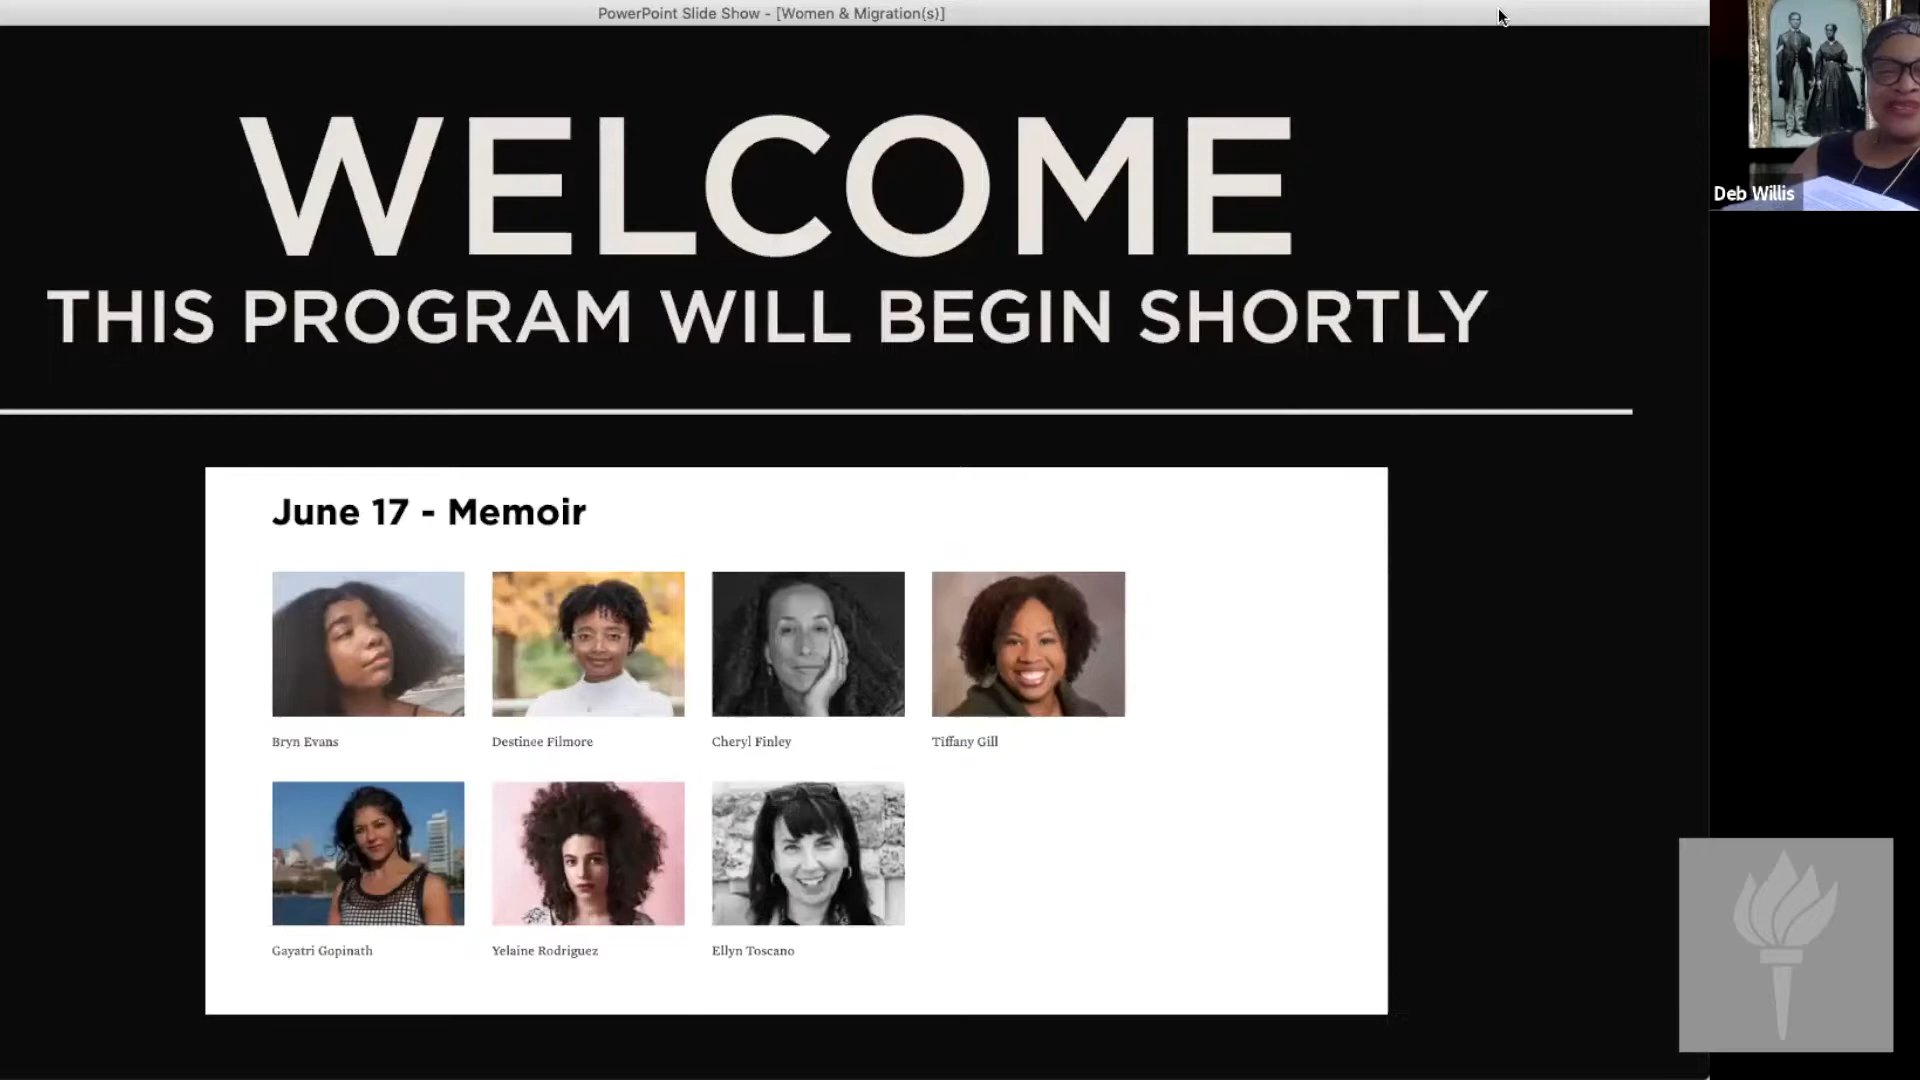 PowerPoint Slide Show - [Women & Migration(s)]
WELCOME
THIS PROGRAM WILL BEGIN SHORTLY
Deb Willis
June 17 - Memoir
Bryn Evans
Destinee Filmore
Cheryl Finley
Tiffany Gill
Gayatri Gopinath
Yelaine Rodriguez
Ellyn Toscano